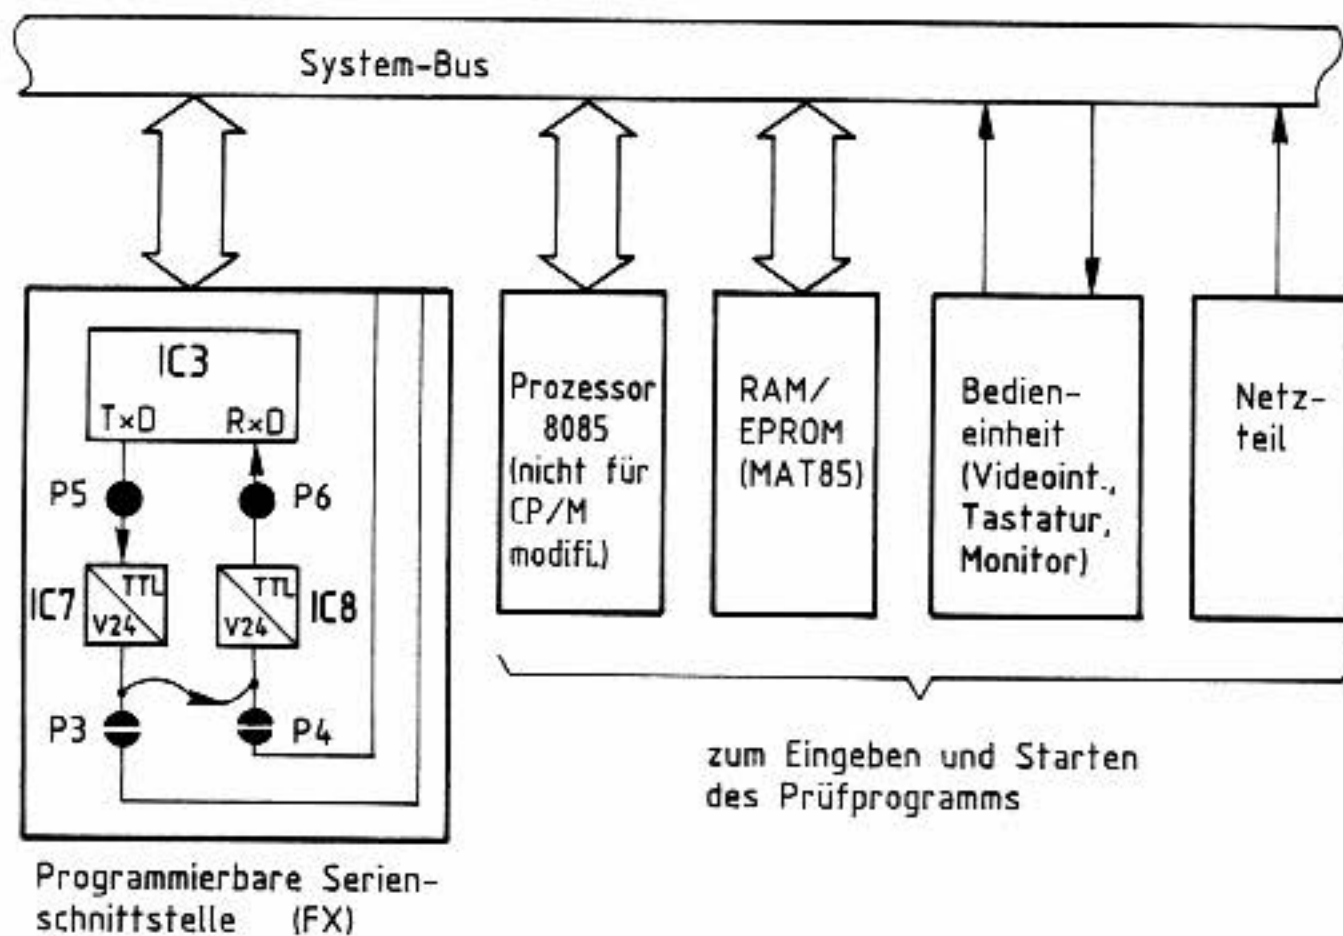 System-Bus
IC3
TxD RxD
P5
P6
IC7
TTL
V24
TTL
V24
IC8
P3
P4
Programmierbare Serien-
schnittstelle (FX)
Prozessor
8085
(nicht für
CP/M
modifi.)
RAM/
EPROM
(MAT85)
Bedien-
einheit
(Videoint.,
Tastatur,
Monitor)
Netz-
teil
zum Eingeben und Starten
des Prüfprogramms